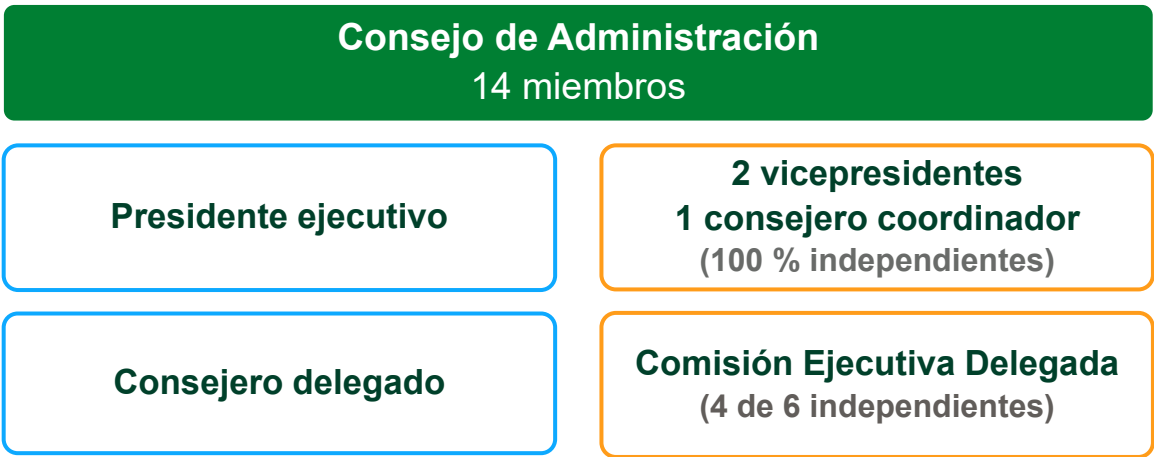 Consejo de Administración
14 miembros
Presidente ejecutivo
2 vicepresidentes
1 consejero coordinador
(100 % independientes)
Consejero delegado
Comisión Ejecutiva Delegada
(4 de 6 independientes)